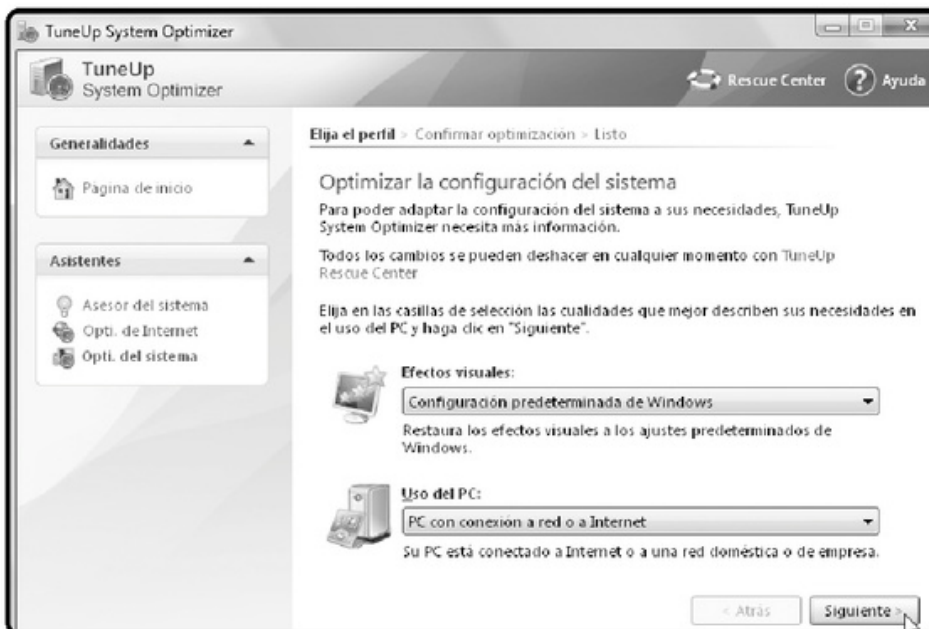 TuneUp System Optimizer
TuneUp
System Optimizer
Rescue Center
Ayuda
Generalidades
Página de inicio
Asistentes
Asesor del sistema
Opti. de Internet
Opti. del sistema
Elija el perfil > Confirmar optimización > Listo
Optimizar la configuración del sistema
Para poder adaptar la configuración del sistema a sus necesidades, TuneUp
System Optimizer necesita más información.
Todos los cambios se pueden deshacer en cualquier momento con TuneUp
Rescue Center
Elija en las casillas de selección las cualidades que mejor describen sus necesidades en
el uso del PC y haga clic en "Siguiente".
Efectos visuales:
Configuración predeterminada de Windows
Restaura los efectos visuales a los ajustes predeterminados de
Windows.
Uso del PC:
PC con conexión a red o a Internet
Su PC está conectado a Internet o a una red doméstica o de empresa.
< Atrás
Siguiente >